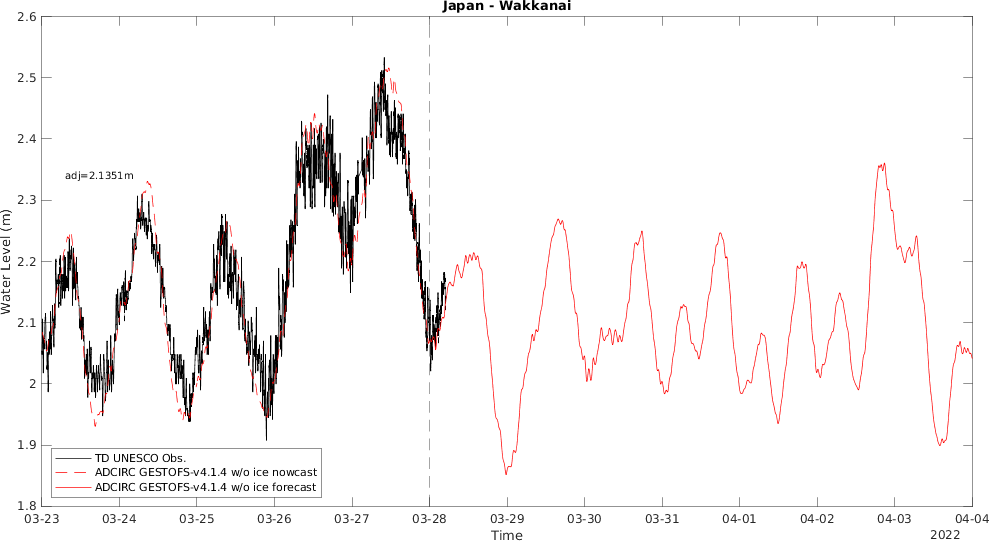 Japan - Wakkanai
2.6
2.5
2.4
2.3
2.2
2.1
2
1.9
1.8
Water Level (m)
adj=2.1351m
TD UNESCO Obs.
ADCIRC GESTOFS-v4.1.4 w/o ice nowcast
ADCIRC GESTOFS-v4.1.4 w/o ice forecast
03-23 03-24 03-25 03-26 03-27 03-28 03-29 03-30 03-31 04-01 04-02 04-03 04-04
Time
2022